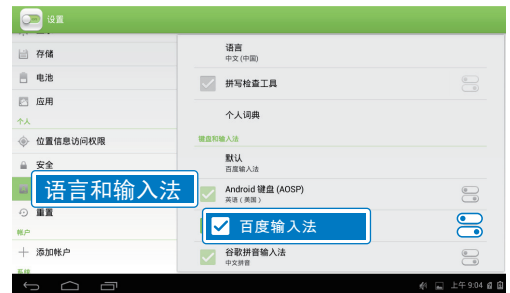 设置
存储
电池
应用
个人
位置信息访问权限
安全
语言和输入法
重置
帐户
添加帐户
系统
语言
中文 (中国)
拼写检查工具
个人词典
键盘和输入法
默认
百度输入法
Android 键盘 (AOSP)
英语 (美国)
百度输入法
谷歌拼音输入法
中文拼音
上午 9:04